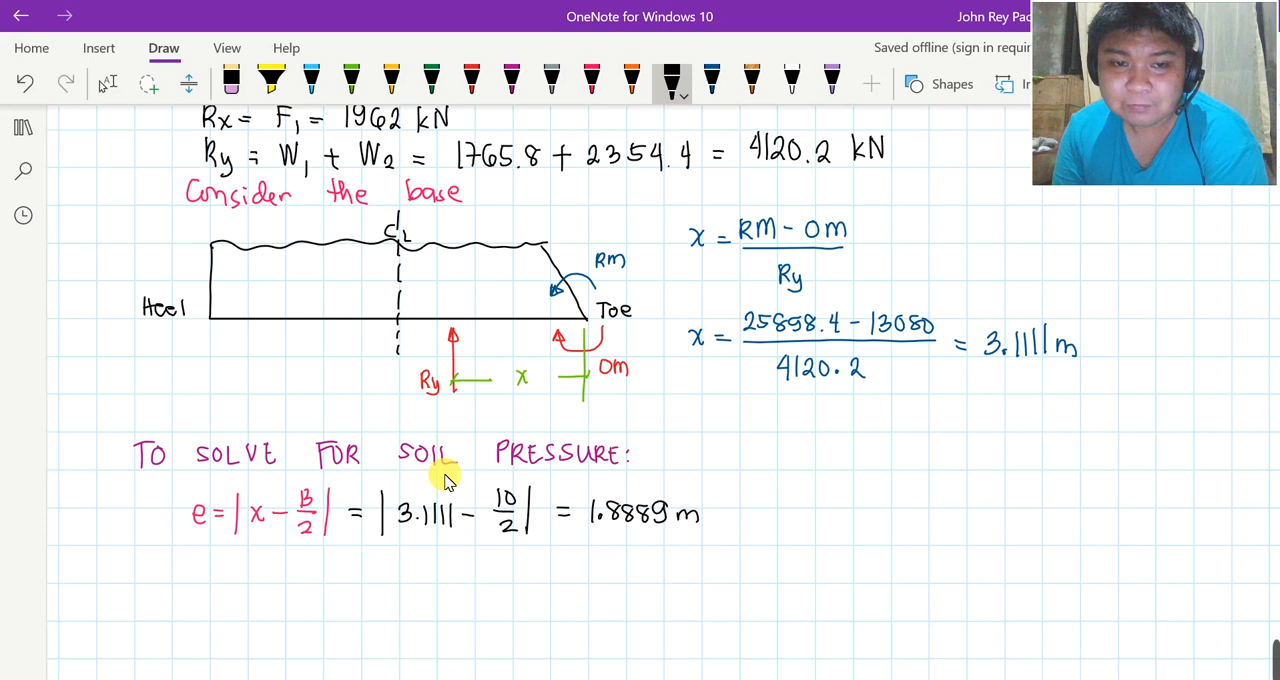 OneNote for Windows 10
John Rey Pac
Home Insert Draw View Help
Saved offline (sign in requir
Shapes In
Rx = F₁ = 1962 kN
Ry = W₁ + W₂ = 1765.8 + 2354.4 = 4120.2 kN
Consider the base
CL
Heel
Toe
RM
OM
Ry
x
x = RM - OM / Ry
x = 25898.4 - 13080 / 4120.2 = 3.1111 m
TO SOLVE FOR SOIL PRESSURE:
e = | x - B/2 | = | 3.1111 - 10/2 | = 1.8889 m